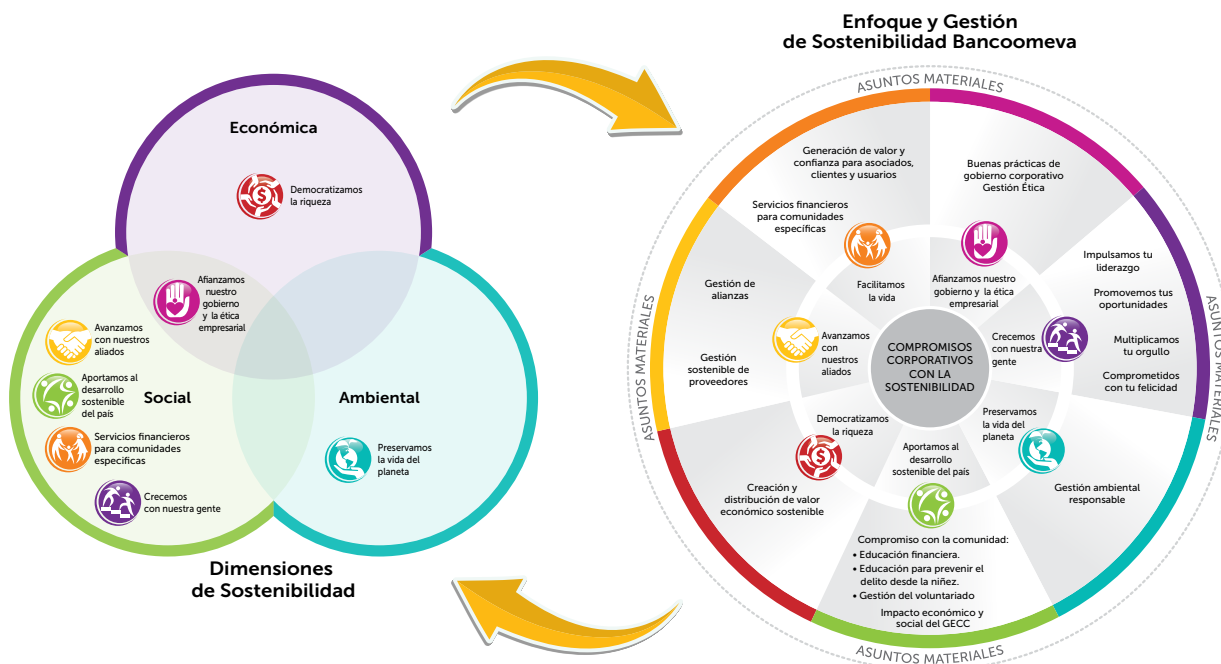 Enfoque y Gestión
de Sostenibilidad Bancoomeva
Económica
Democratizamos
la riqueza
Afianzamos
nuestro
gobierno
y la ética
empresarial
Avanzamos
con nuestros
aliados
Aportamos al
desarrollo
sostenible
del país
Social
Servicios financieros
para comunidades
especificas
Crecemos
con nuestra gente
Ambiental
Preservamos
la vida del
planeta
Dimensiones
de Sostenibilidad
ASUNTOS MATERIALES
ASUNTOS MATERIALES
ASUNTOS MATERIALES
ASUNTOS MATERIALES
Generación de valor y
confianza para asociados,
clientes y usuarios
Servicios financieros
para comunidades
específicas
Facilitamos
la vida
Buenas prácticas de
gobierno corporativo
Gestión Ética
Afianzamos nuestro
gobierno y la ética
empresarial
Impulsamos tu
liderazgo
Promovemos tus
oportunidades
Multiplicamos
tu orgullo
Comprometidos
con tu felicidad
Crecemos
con nuestra
gente
Gestión de
alianzas
Gestión
sostenible de
proveedores
Avanzamos
con
nuestros
aliados
COMPROMISOS
CORPORATIVOS
CON LA
SOSTENIBILIDAD
Democratizamos
la riqueza
Creación y
distribución de valor
económico sostenible
Preservamos
la vida del
planeta
Gestión ambiental
responsable
Aportamos al
desarrollo
sostenible del país
Compromiso con la comunidad:
• Educación financiera.
• Educación para prevenir el
delito desde la niñez.
• Gestión del voluntariado
Impacto económico y
social del GECC